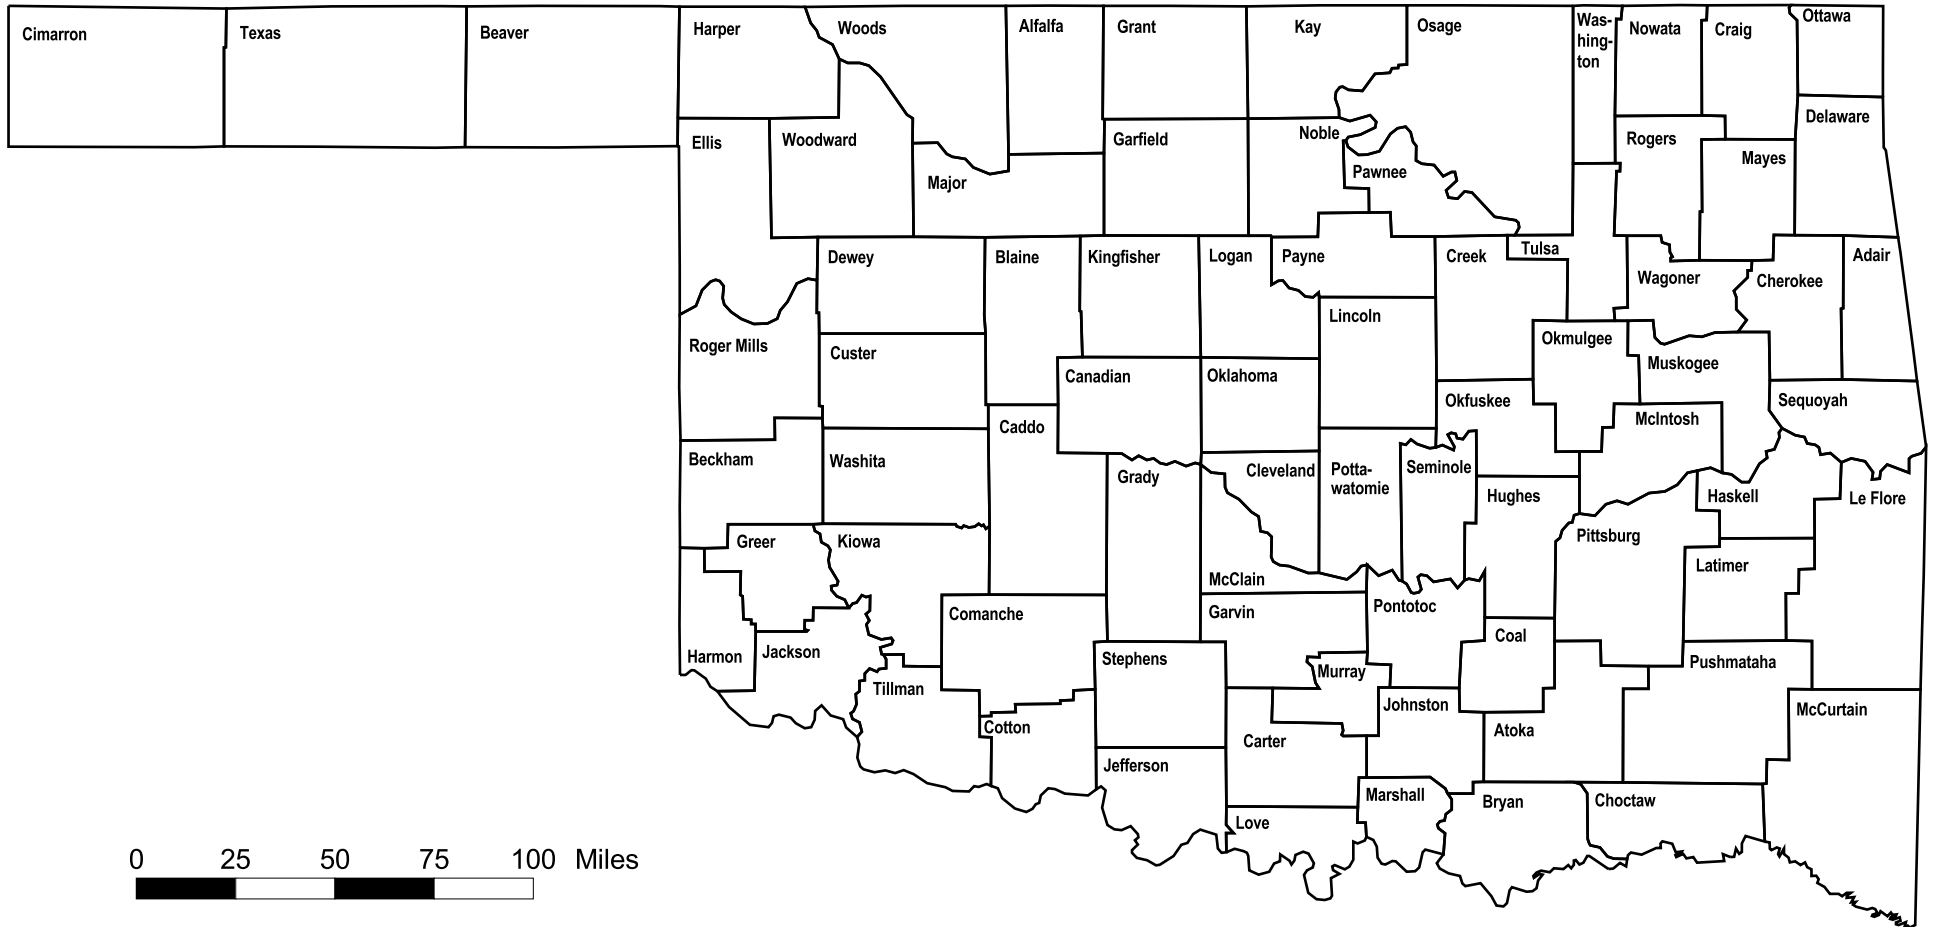 Cimarron
Texas
Beaver
Harper
Woods
Alfalfa
Grant
Kay
Osage
Was-
hing-
ton
Nowata
Craig
Ottawa
Ellis
Woodward
Major
Garfield
Noble
Pawnee
Rogers
Mayes
Delaware
Dewey
Blaine
Kingfisher
Logan
Payne
Creek
Tulsa
Wagoner
Cherokee
Adair
Roger Mills
Custer
Canadian
Oklahoma
Lincoln
Okmulgee
Muskogee
Okfuskee
McIntosh
Sequoyah
Beckham
Washita
Caddo
Grady
Cleveland
Potta-
watomie
Seminole
Hughes
Haskell
Le Flore
Greer
Kiowa
McClain
Pittsburg
Latimer
Comanche
Garvin
Pontotoc
Coal
Harmon
Jackson
Tillman
Stephens
Murray
Pushmataha
Cotton
Johnston
Atoka
McCurtain
Carter
Jefferson
Marshall
Bryan
Choctaw
Love
0 25 50 75 100 Miles